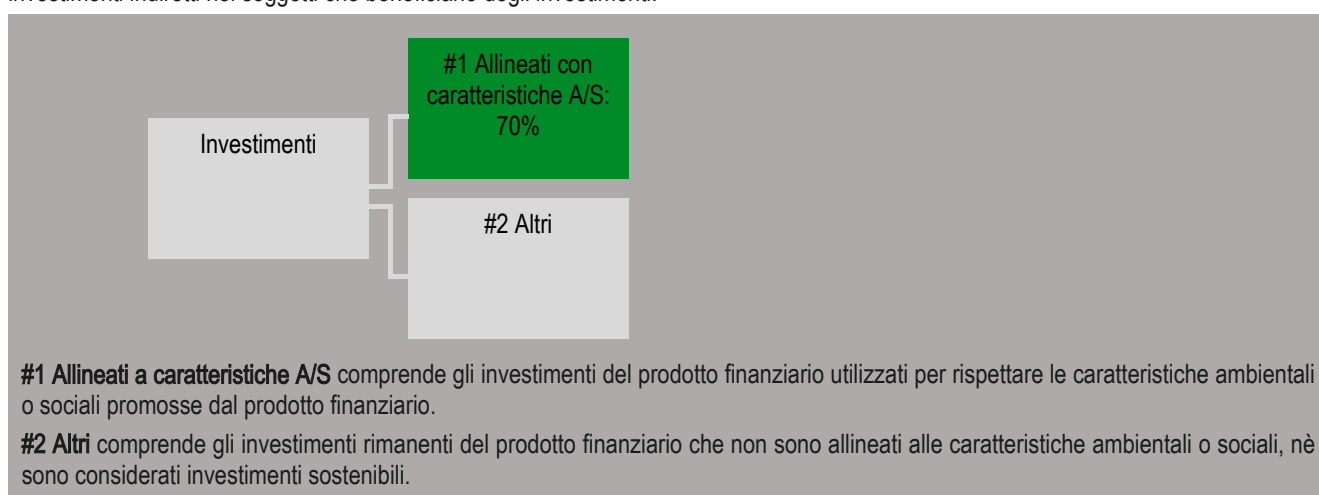 investimenti indiretti nei soggetti che beneficiano degli investimenti.
#1 Allineati con
caratteristiche A/S:
70%
Investimenti
#2 Altri
#1 Allineati a caratteristiche A/S comprende gli investimenti del prodotto finanziario utilizzati per rispettare le caratteristiche ambientali
o sociali promosse dal prodotto finanziario.
#2 Altri comprende gli investimenti rimanenti del prodotto finanziario che non sono allineati alle caratteristiche ambientali o sociali, nè
sono considerati investimenti sostenibili.